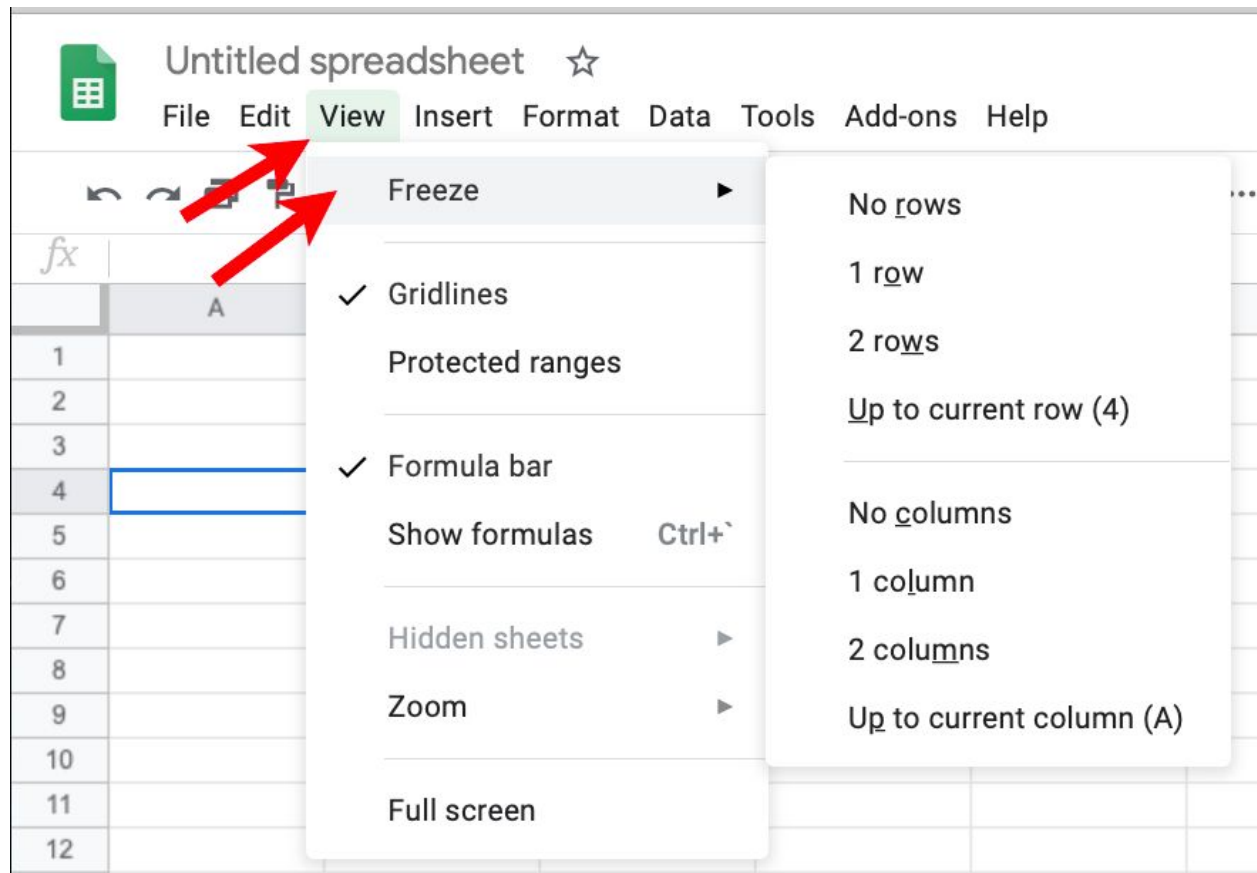 Untitled spreadsheet
File Edit View Insert Format Data Tools Add-ons Help
fx
A
1
2
3
4
5
6
7
8
9
10
11
12
Freeze
Gridlines
Protected ranges
Formula bar
Show formulas Ctrl+`
Hidden sheets
Zoom
Full screen
No rows
1 row
2 rows
Up to current row (4)
No columns
1 column
2 columns
Up to current column (A)